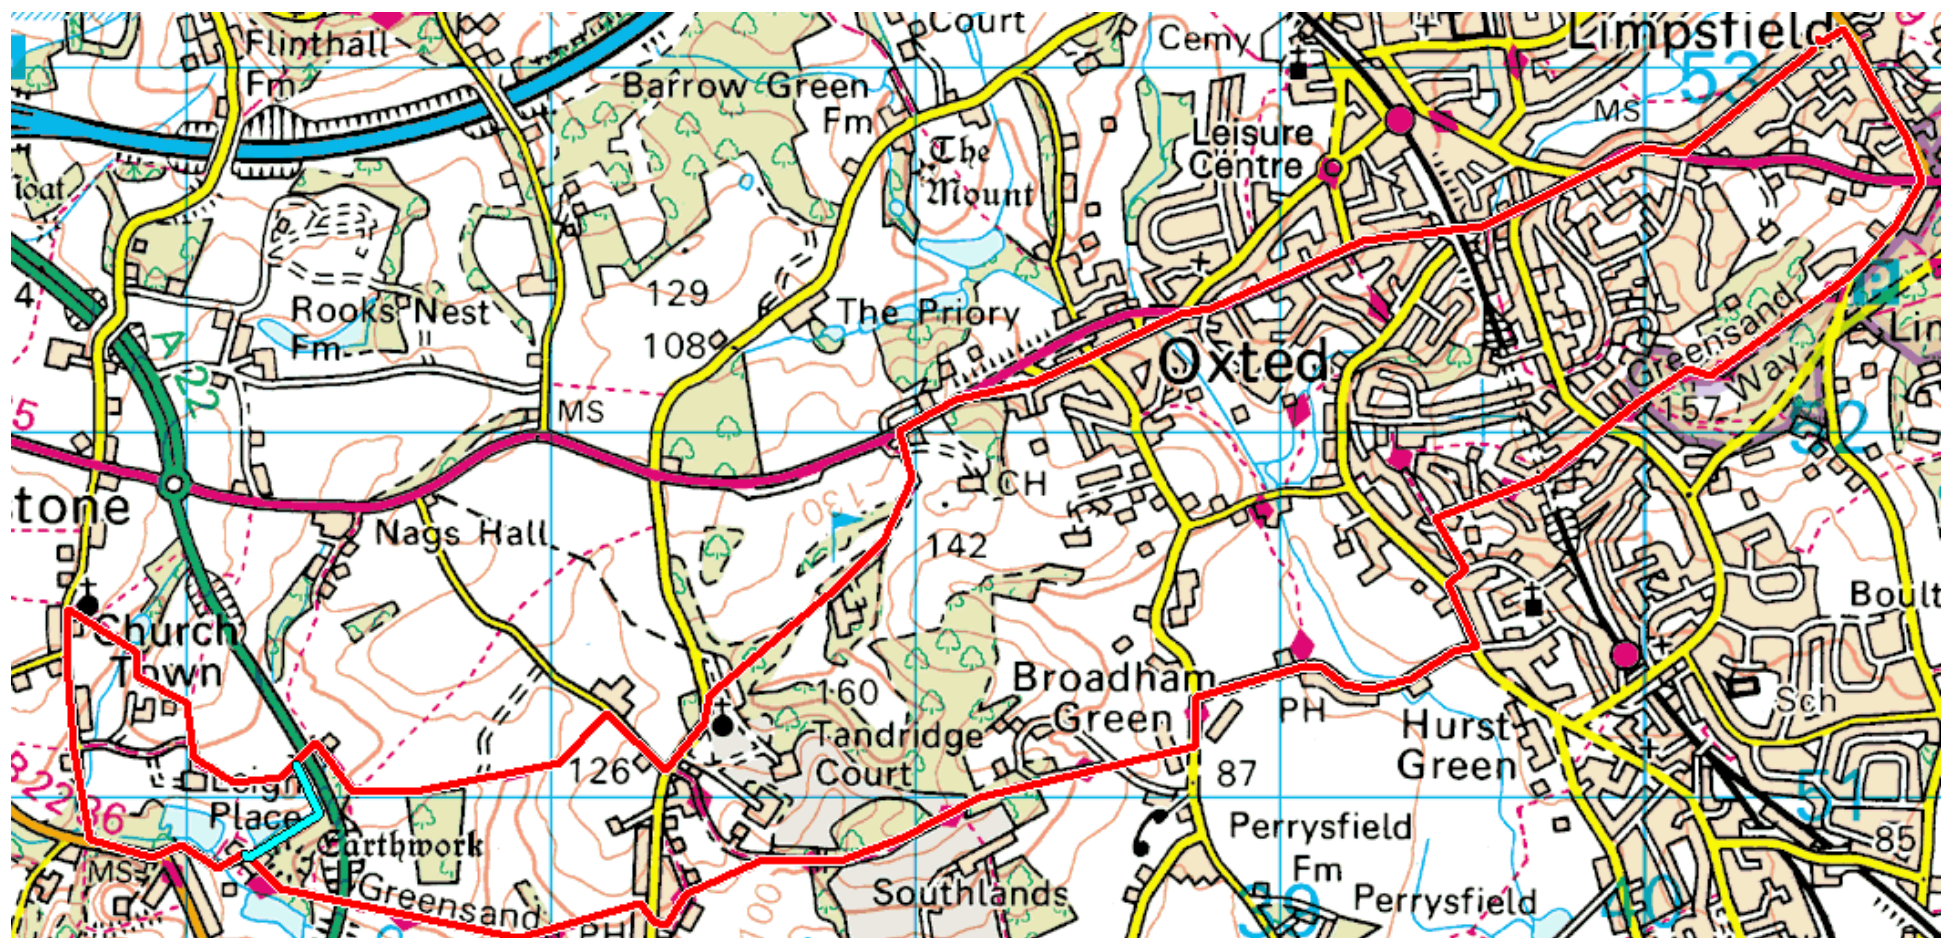 Flinthall
Fm
Court
Cemy
Limpsfield
53
Barrow Green
Fm
MS
Leisure
Centre
The
Mount
4
129
Rooks Nest
Fm
The Priory
108
A 22
Oxted
Greensand
Way
157
52
MS
CH
130
Nags Hall
142
Church
Town
Boult
160
Broadham
Green
PH
Tandridge
Court
Sch
Hurst
Green
126
87
Leigh
Place
51
Perrysfield
Fm
85
Earthwork
MS
Greensand
Southlands
100
Perrysfield
39
40
PH